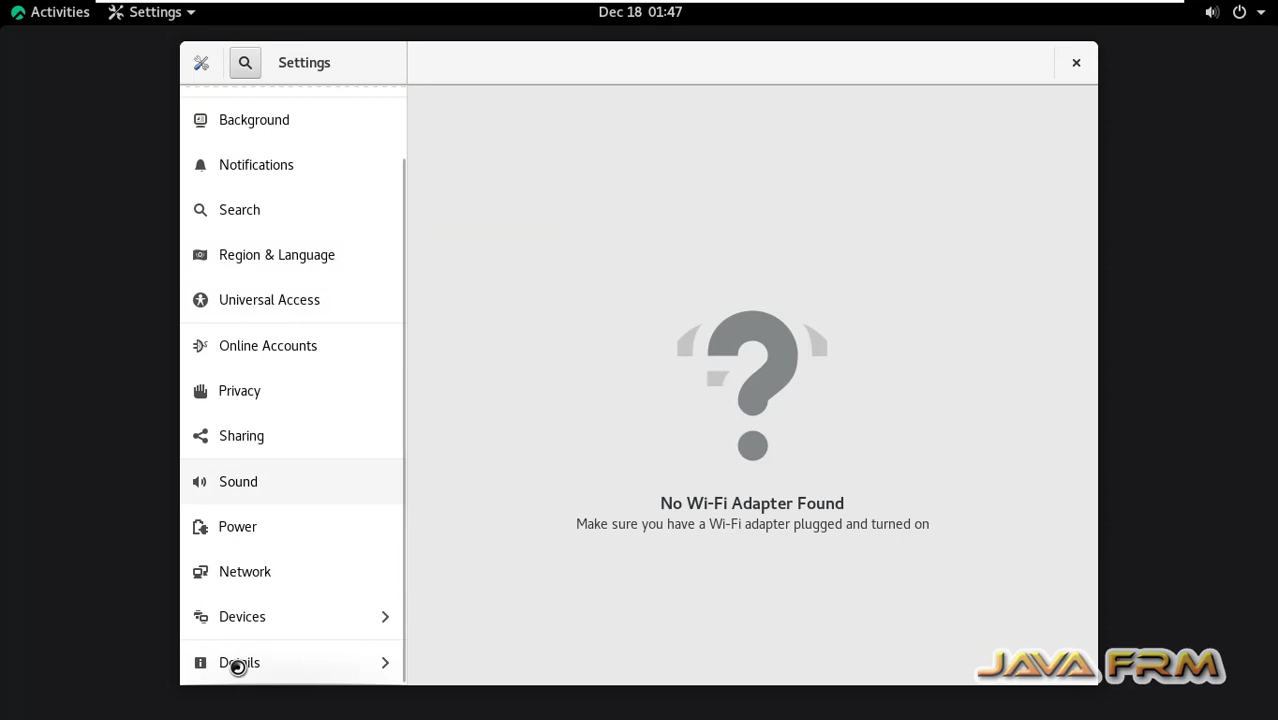 Activities
Settings
Dec 18 01:47
Settings
Background
Notifications
Search
Region & Language
Universal Access
Online Accounts
Privacy
Sharing
Sound
Power
Network
Devices
Details
No Wi-Fi Adapter Found
Make sure you have a Wi-Fi adapter plugged and turned on
JAVA FRM